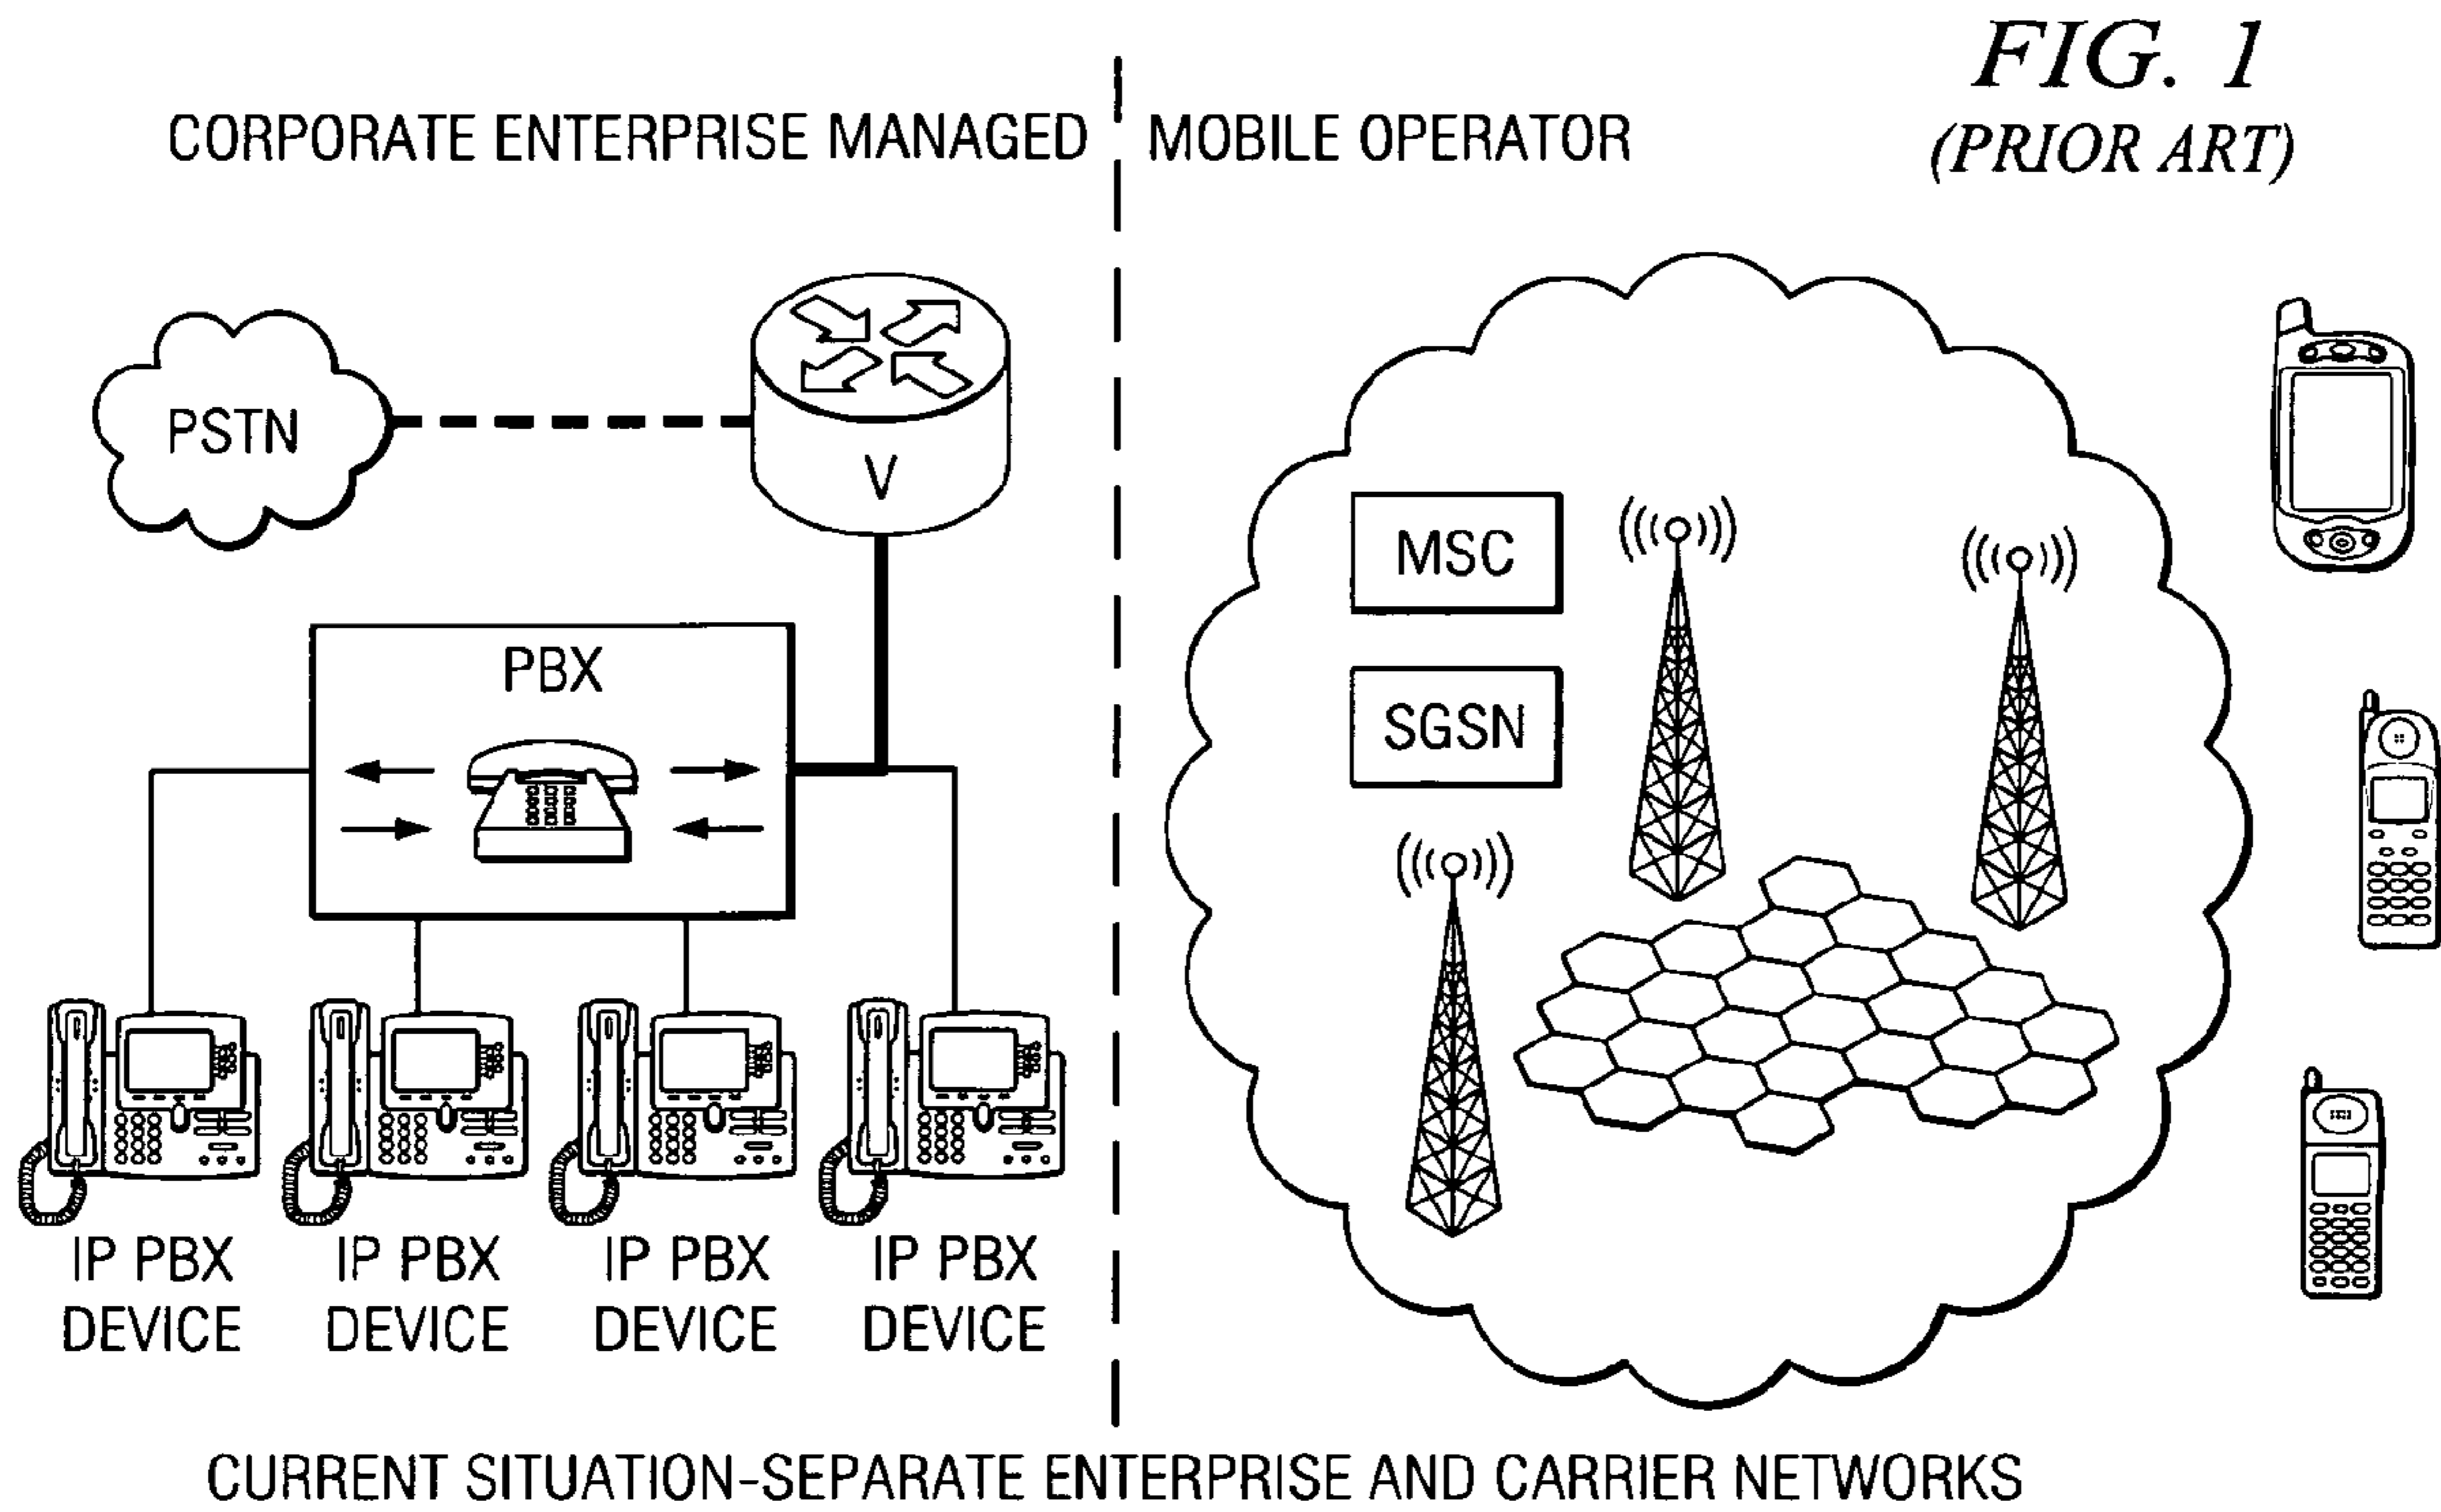 FIG. 1
(PRIOR ART)
CORPORATE ENTERPRISE MANAGED
MOBILE OPERATOR
PSTN
V
PBX
MSC
SGSN
IP PBX
DEVICE
IP PBX
DEVICE
IP PBX
DEVICE
IP PBX
DEVICE
CURRENT SITUATION-SEPARATE ENTERPRISE AND CARRIER NETWORKS